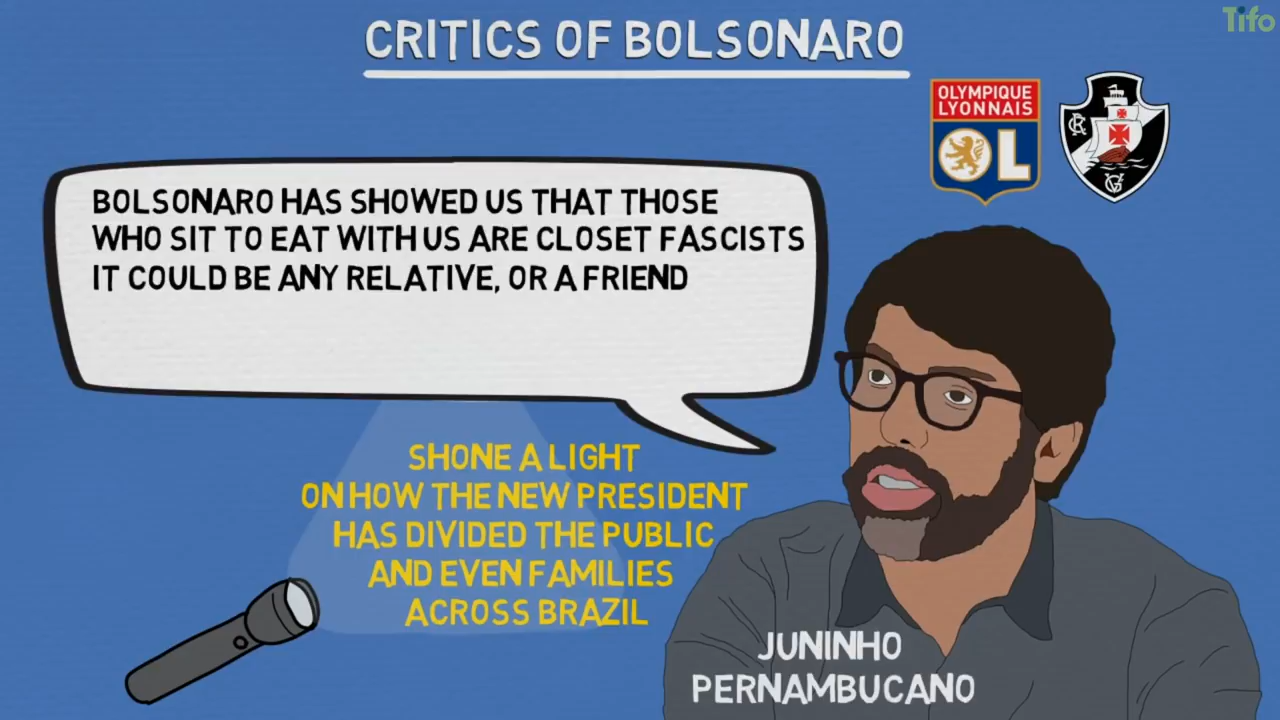 Tifo
CRITICS OF BOLSONARO
OLYMPIQUE
LYONNAIS
OL
CR
VG
BOLSONARO HAS SHOWED US THAT THOSE
WHO SIT TO EAT WITH US ARE CLOSET FASCISTS
IT COULD BE ANY RELATIVE, OR A FRIEND
SHONE A LIGHT
ON HOW THE NEW PRESIDENT
HAS DIVIDED THE PUBLIC
AND EVEN FAMILIES
ACROSS BRAZIL
JUNINHO
PERNAMBUCANO